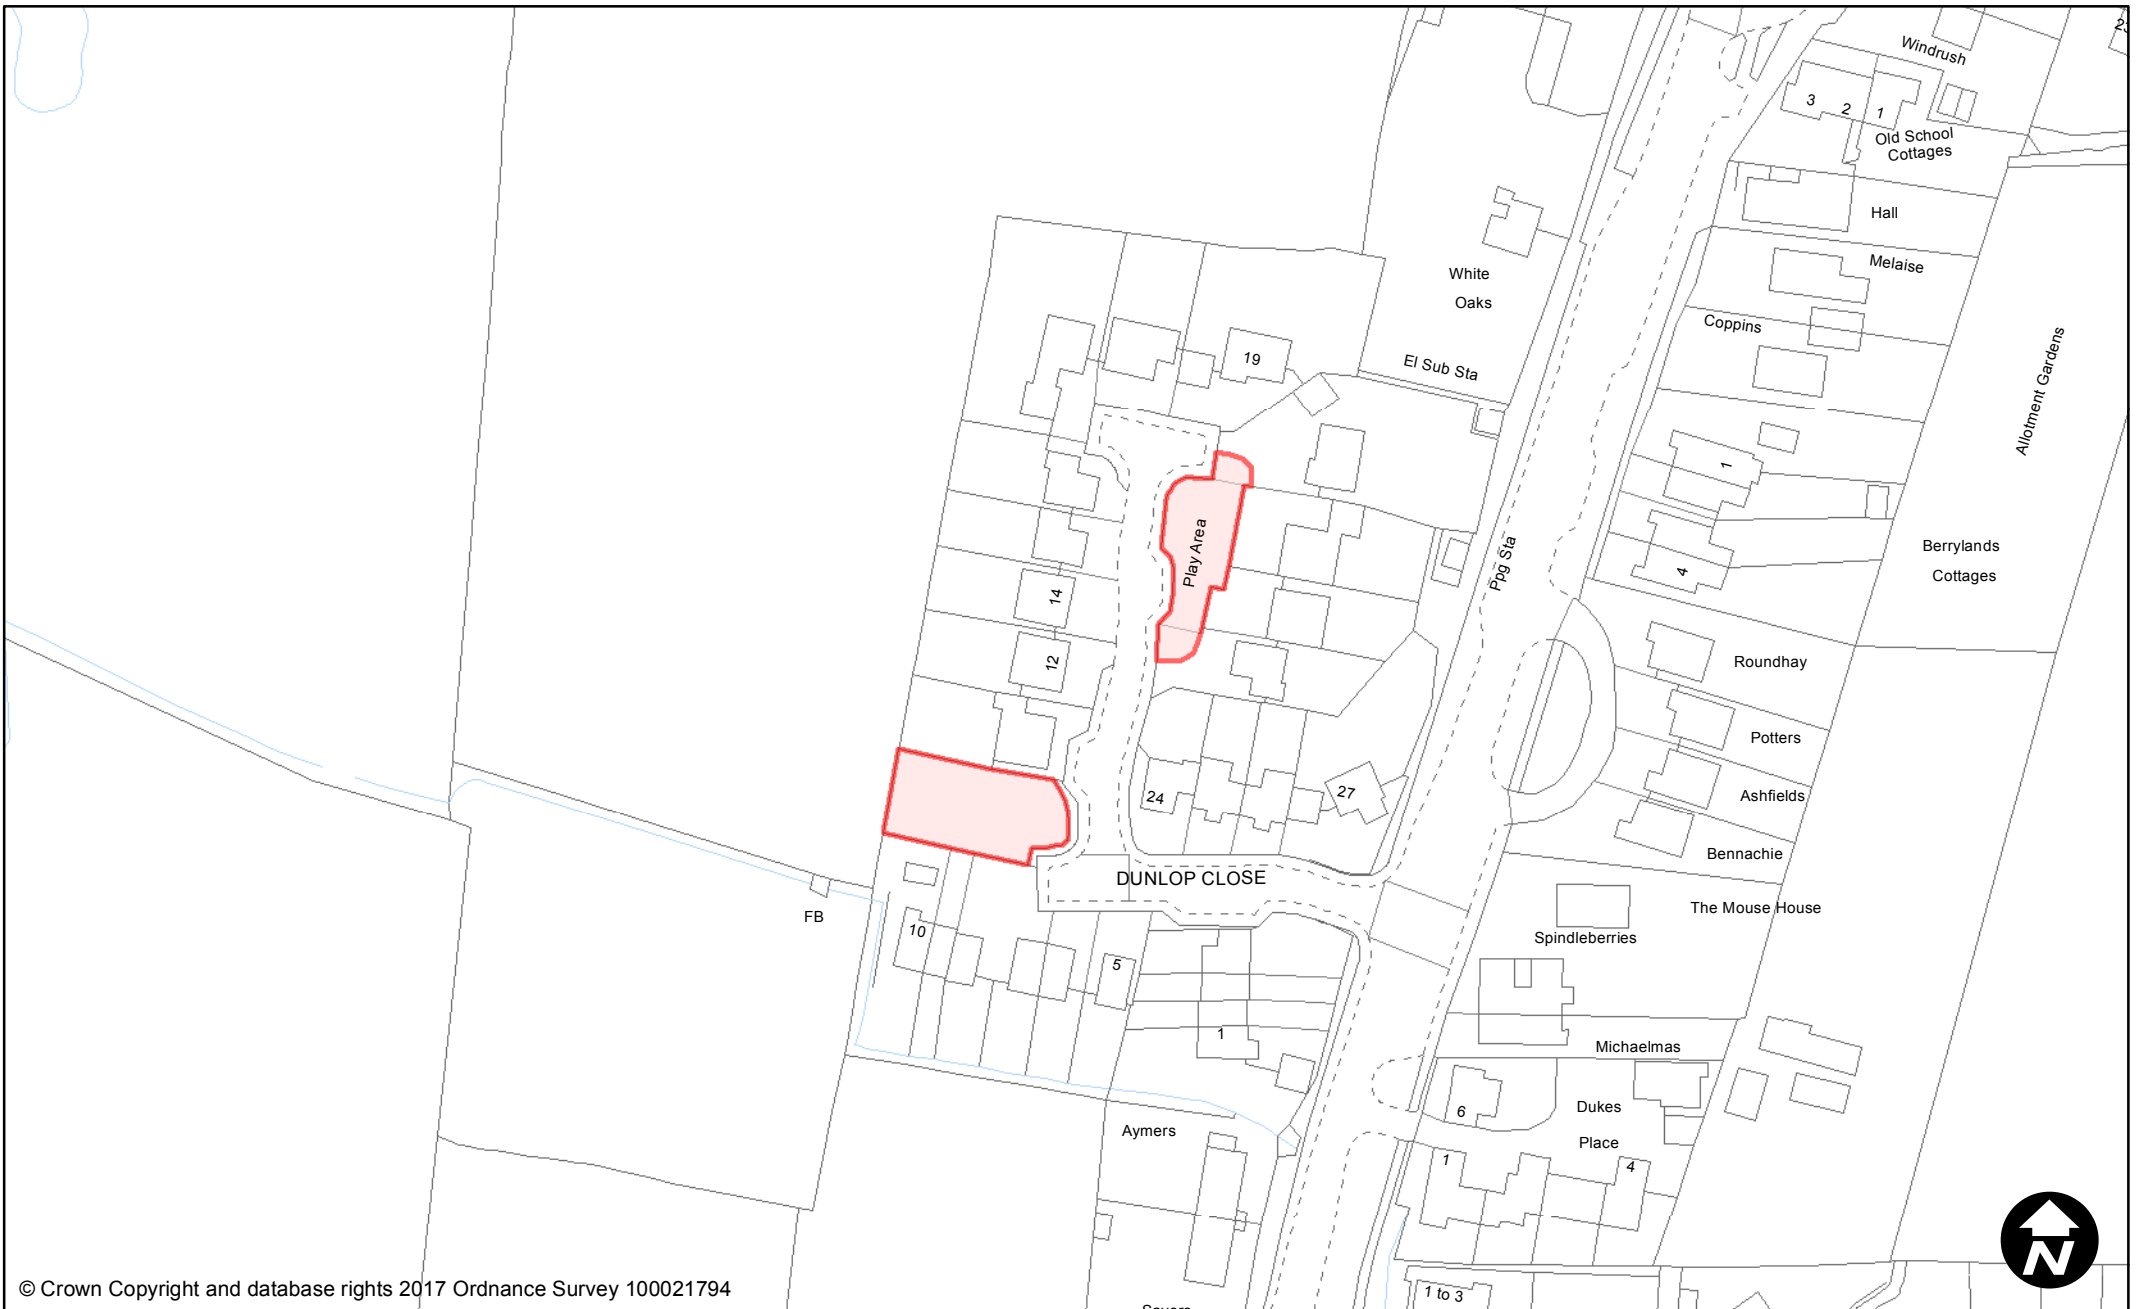 Windrush
3
2
1
Old School
Cottages
Hall
Melaise
White
Oaks
Coppins
El Sub Sta
19
Allotment Gardens
1
Play Area
Ppg Sta
Berrylands
Cottages
4
14
12
Roundhay
Potters
24
27
Ashfields
Bennachie
DUNLOP CLOSE
FB
10
The Mouse House
Spindleberries
5
1
Michaelmas
6
Dukes
Place
Aymers
1
4
N
© Crown Copyright and database rights 2017 Ordnance Survey 100021794
1 to 3